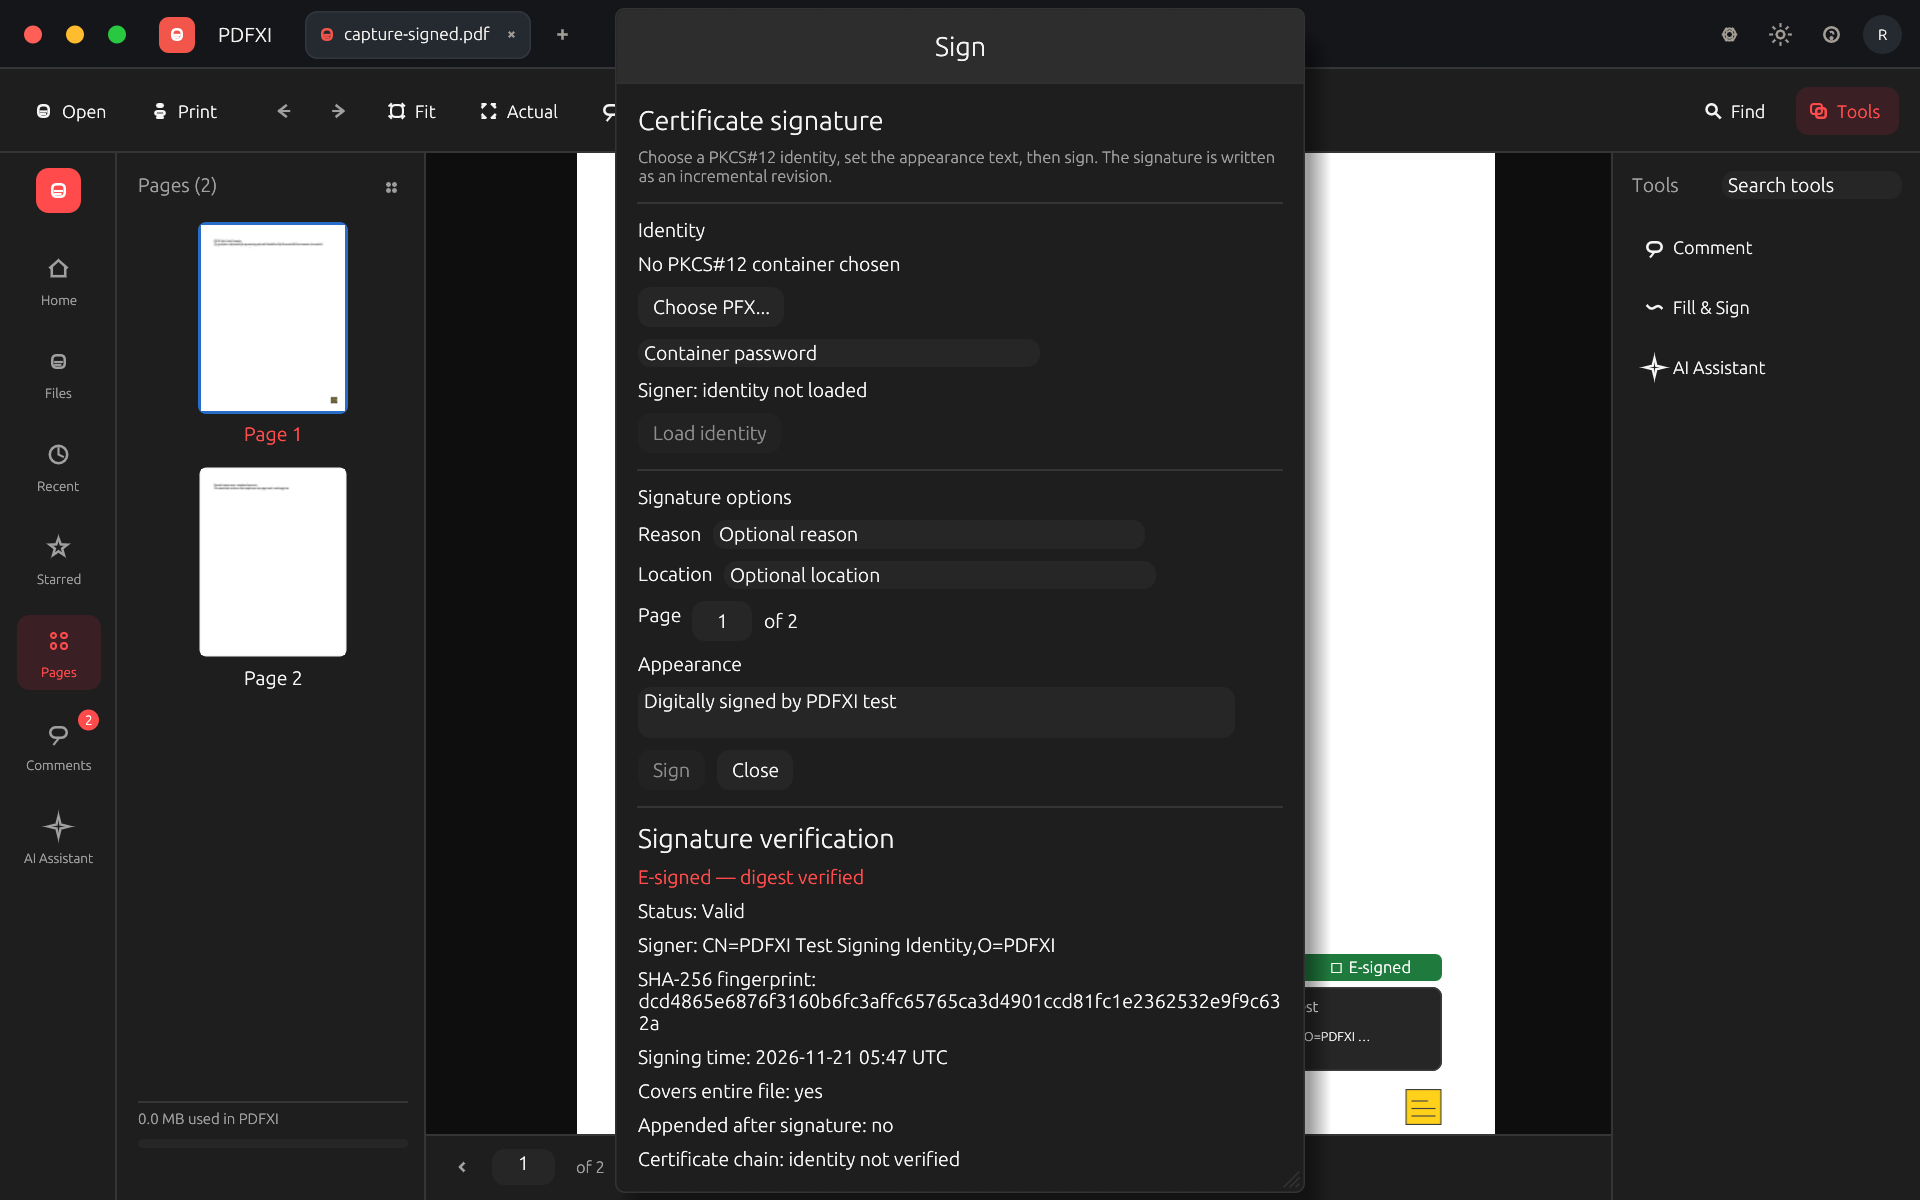 PDFXI
capture-signed.pdf
R
Open
Print
Fit
Actual
Find
Tools
Home
Files
Recent
Starred
Pages
2
Comments
AI Assistant
Pages (2)
Page 1
Page 2
0.0 MB used in PDFXI
1
of 2
Sign
Certificate signature
Choose a PKCS#12 identity, set the appearance text, then sign. The signature is written
as an incremental revision.
Identity
No PKCS#12 container chosen
Choose PFX...
Container password
Signer: identity not loaded
Load identity
Signature options
Reason Optional reason
Location Optional location
Page 1 of 2
Appearance
Digitally signed by PDFXI test
Sign Close
Signature verification
E-signed — digest verified
Status: Valid
Signer: CN=PDFXI Test Signing Identity,O=PDFXI
SHA-256 fingerprint:
dcd4865e6876f3160b6fc3affc65765ca3d4901ccd81fc1e2362532e9f9c63
2a
Signing time: 2026-11-21 05:47 UTC
Covers entire file: yes
Appended after signature: no
Certificate chain: identity not verified
E-signed
st
O=PDFXI ...
Tools
Search tools
Comment
Fill & Sign
AI Assistant